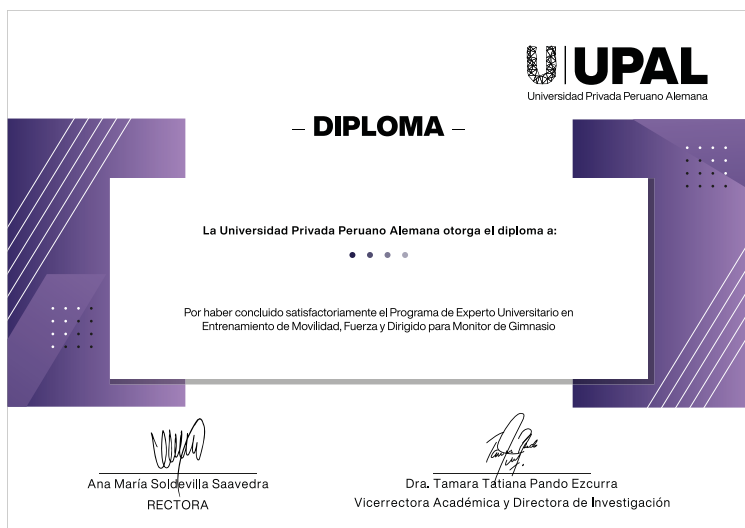 UPAL
Universidad Privada Peruano Alemana
– DIPLOMA –
La Universidad Privada Peruano Alemana otorga el diploma a:
Por haber concluido satisfactoriamente el Programa de Experto Universitario en
Entrenamiento de Movilidad, Fuerza y Dirigido para Monitor de Gimnasio
Ana María Soldevilla Saavedra
RECTORA
Dra. Tamara Tatiana Pando Ezcurra
Vicerrectora Académica y Directora de Investigación